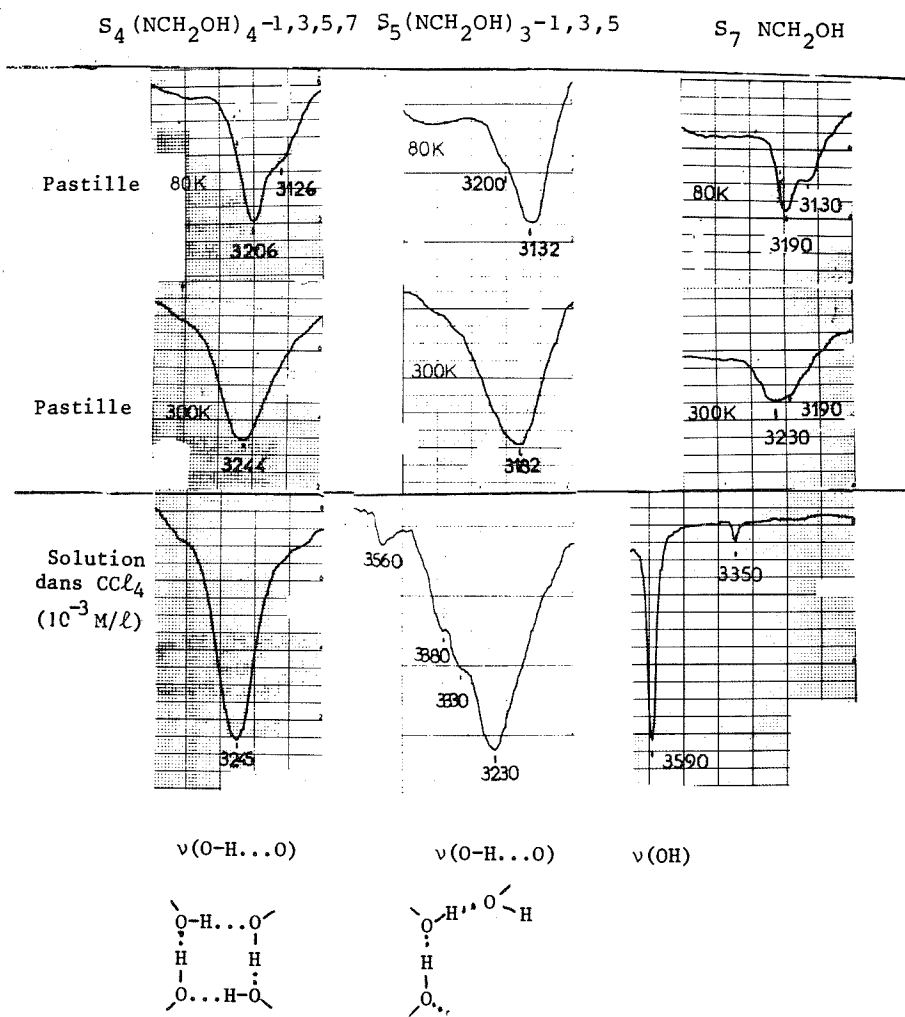 S4(NCH2OH)4-1,3,5,7 S5(NCH2OH)3-1,3,5 S7 NCH2OH
Pastille
80K
3126
3206
80K
3200
3132
80K
3130
3190
Pastille
300K
3244
300K
3182
300K
3190
3230
Solution
dans CCℓ4
(10-3 M/ℓ)
3245
3560
3380
3330
3230
3350
3590
ν(O-H...O) ν(O-H...O) ν(OH)
O-H...O
H H
O...H-O
O H O H
H
O